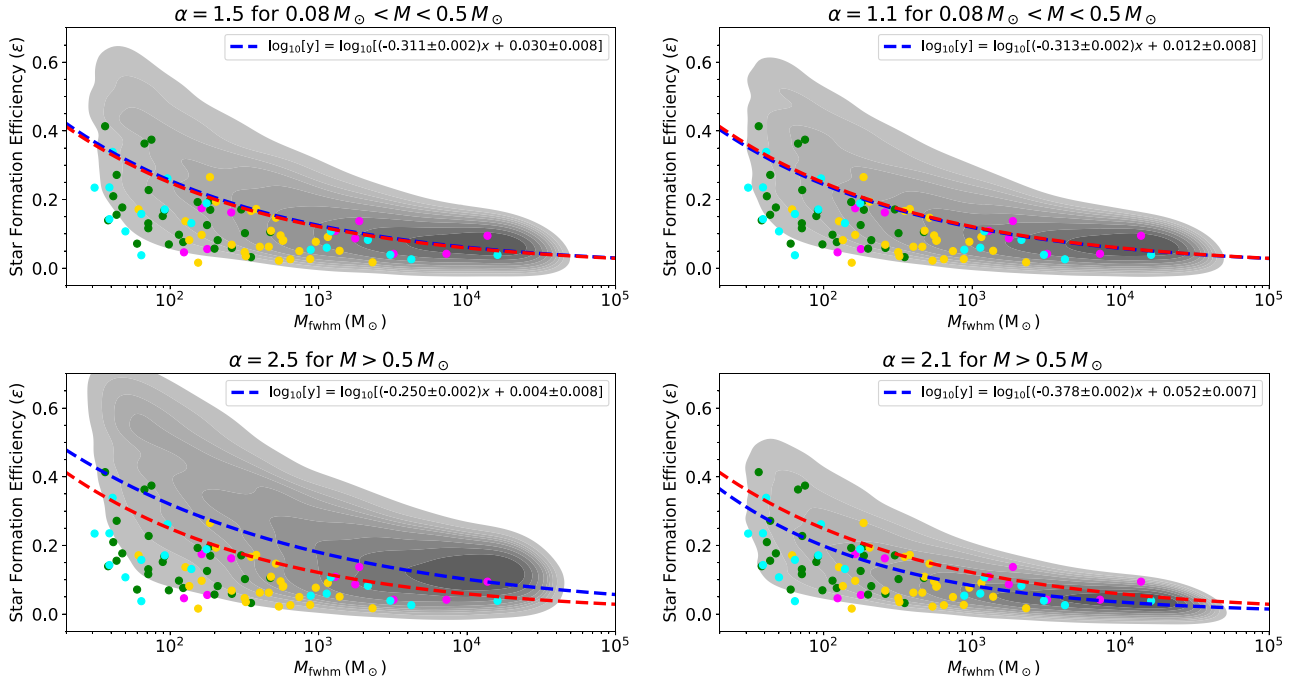 α = 1.5 for 0.08 M⊙ < M < 0.5 M⊙
log₁₀[y] = log₁₀[(-0.311±0.002)x + 0.030±0.008]
Star Formation Efficiency (ε)
0.6
0.4
0.2
0.0
10² 10³ 10⁴ 10⁵
M_fwhm (M⊙)
α = 1.1 for 0.08 M⊙ < M < 0.5 M⊙
log₁₀[y] = log₁₀[(-0.313±0.002)x + 0.012±0.008]
Star Formation Efficiency (ε)
0.6
0.4
0.2
0.0
10² 10³ 10⁴ 10⁵
M_fwhm (M⊙)
α = 2.5 for M > 0.5 M⊙
log₁₀[y] = log₁₀[(-0.250±0.002)x + 0.004±0.008]
Star Formation Efficiency (ε)
0.6
0.4
0.2
0.0
10² 10³ 10⁴ 10⁵
M_fwhm (M⊙)
α = 2.1 for M > 0.5 M⊙
log₁₀[y] = log₁₀[(-0.378±0.002)x + 0.052±0.007]
Star Formation Efficiency (ε)
0.6
0.4
0.2
0.0
10² 10³ 10⁴ 10⁵
M_fwhm (M⊙)